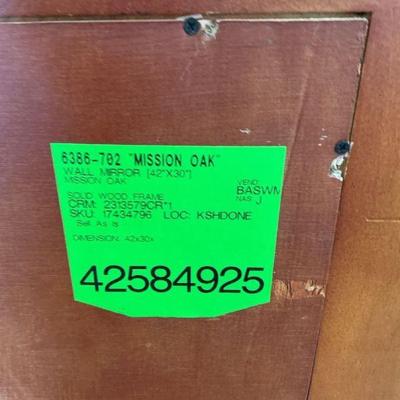 6386-702 "MISSION OAK"
WALL MIRROR [42"X30"]
MISSION OAK
VEND:
BASWM
NAS: J
SOLID WOOD FRAME
CRM: 2313579CR*1
SKU: 17434796 LOC: KSHDONE
Sell As Is
DIMENSION: 42x30x
42584925